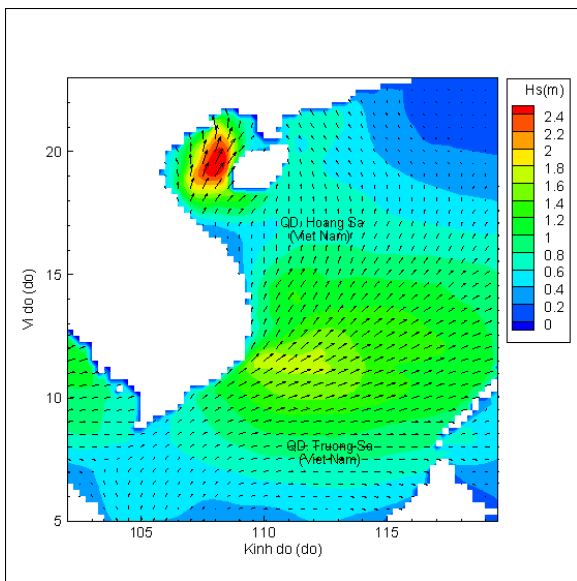 Hs(m)
2.4
2.2
2
1.8
1.6
1.4
1.2
1
0.8
0.6
0.4
0.2
0
20
15
10
5
Vi do (do)
QD. Hoang Sa
(Viet Nam)
QD. Truong Sa
(Viet Nam)
105
110
115
Kinh do (do)